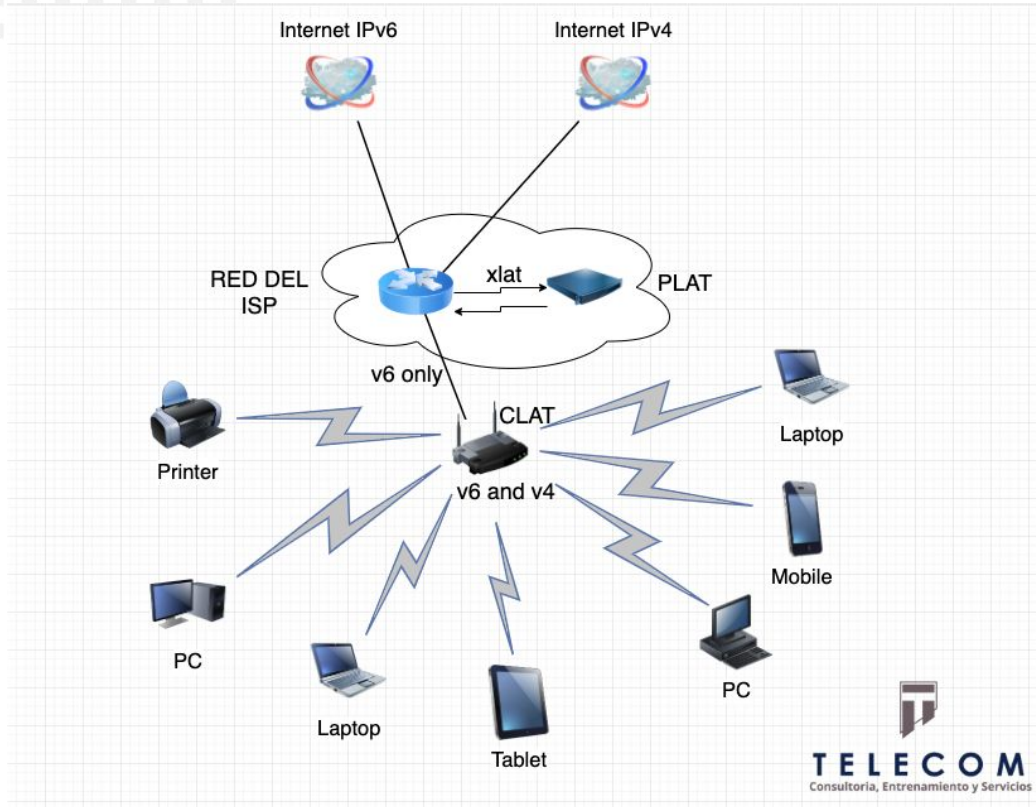 Internet IPv6
Internet IPv4
RED DEL
ISP
xlat
PLAT
v6 only
CLAT
v6 and v4
Printer
Laptop
Mobile
PC
PC
Laptop
Tablet
TELECOM
Consultoria, Entrenamiento y Servicios